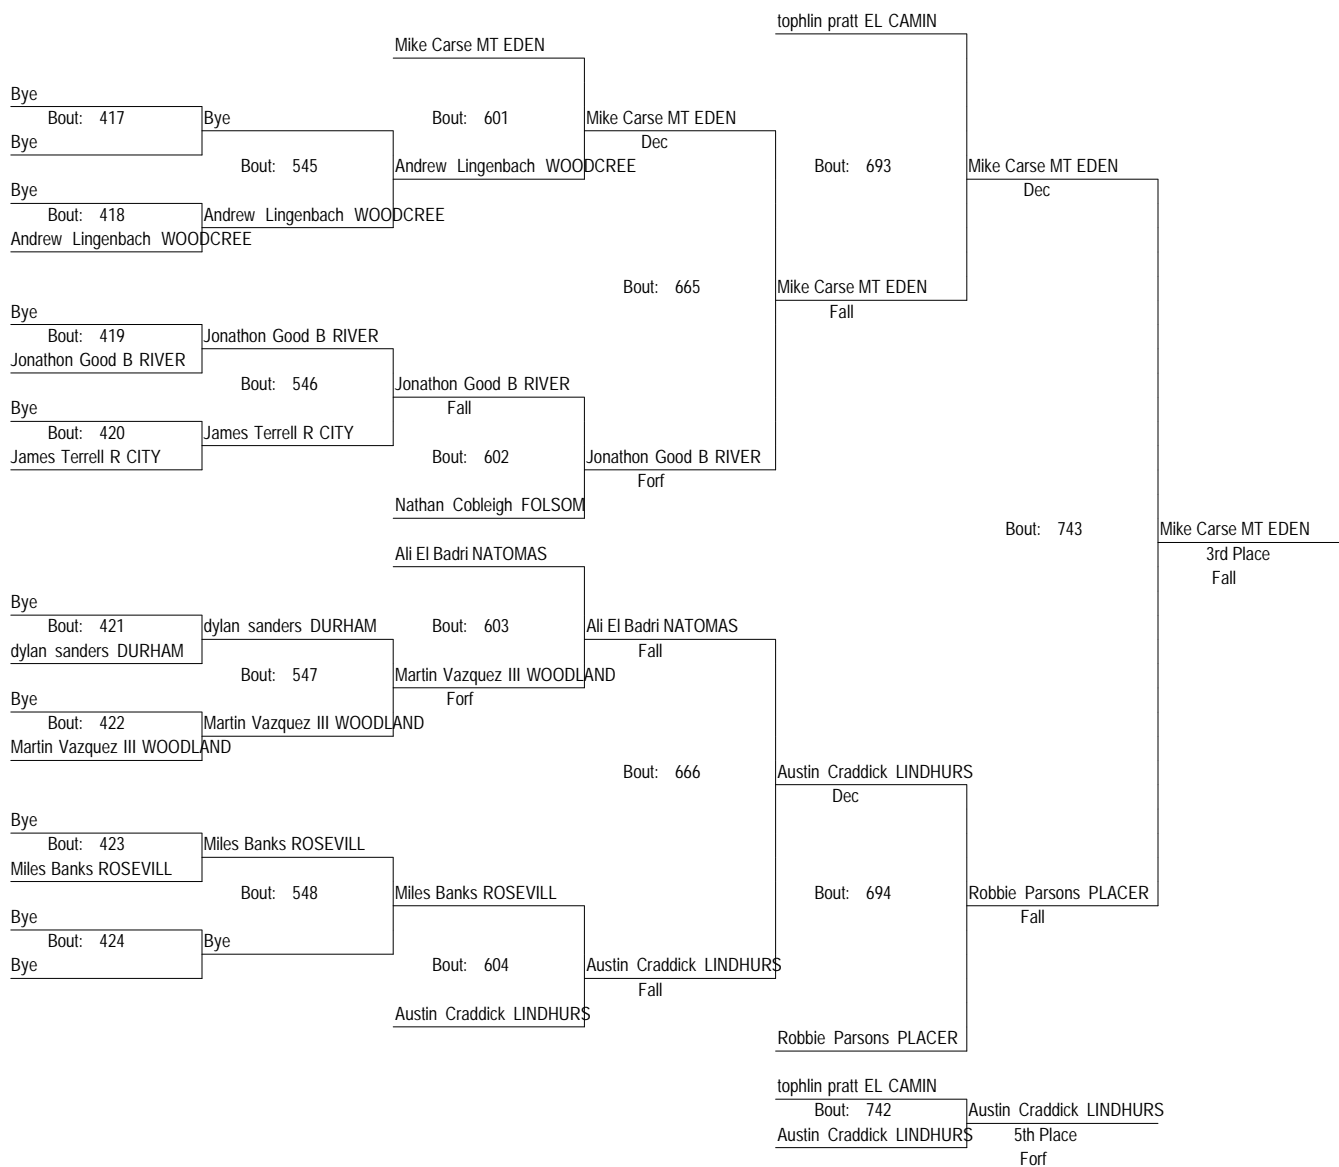 tophlin pratt EL CAMIN
Mike Carse MT EDEN
Bye
Bout: 417
Bye
Bout: 601
Mike Carse MT EDEN
Bye
Dec
Bout: 545
Andrew Lingenbach WOODCREE
Bout: 693
Mike Carse MT EDEN
Bye
Dec
Bout: 418
Andrew Lingenbach WOODCREE
Andrew Lingenbach WOODCREE
Bout: 665
Mike Carse MT EDEN
Bye
Fall
Bout: 419
Jonathon Good B RIVER
Jonathon Good B RIVER
Bout: 546
Jonathon Good B RIVER
Bye
Fall
Bout: 420
James Terrell R CITY
James Terrell R CITY
Bout: 602
Jonathon Good B RIVER
Forf
Nathan Cobleigh FOLSOM
Bout: 743
Mike Carse MT EDEN
Ali El Badri NATOMAS
3rd Place
Fall
Bye
Bout: 421
dylan sanders DURHAM
Bout: 603
Ali El Badri NATOMAS
dylan sanders DURHAM
Fall
Bout: 547
Martin Vazquez III WOODLAND
Bye
Forf
Bout: 422
Martin Vazquez III WOODLAND
Martin Vazquez III WOODLAND
Bout: 666
Austin Craddick LINDHURS
Dec
Bye
Bout: 423
Miles Banks ROSEVILL
Miles Banks ROSEVILL
Bout: 548
Miles Banks ROSEVILL
Bout: 694
Robbie Parsons PLACER
Bye
Fall
Bout: 424
Bye
Bye
Bout: 604
Austin Craddick LINDHURS
Fall
Austin Craddick LINDHURS
Robbie Parsons PLACER
tophlin pratt EL CAMIN
Bout: 742
Austin Craddick LINDHURS
Austin Craddick LINDHURS
5th Place
Forf